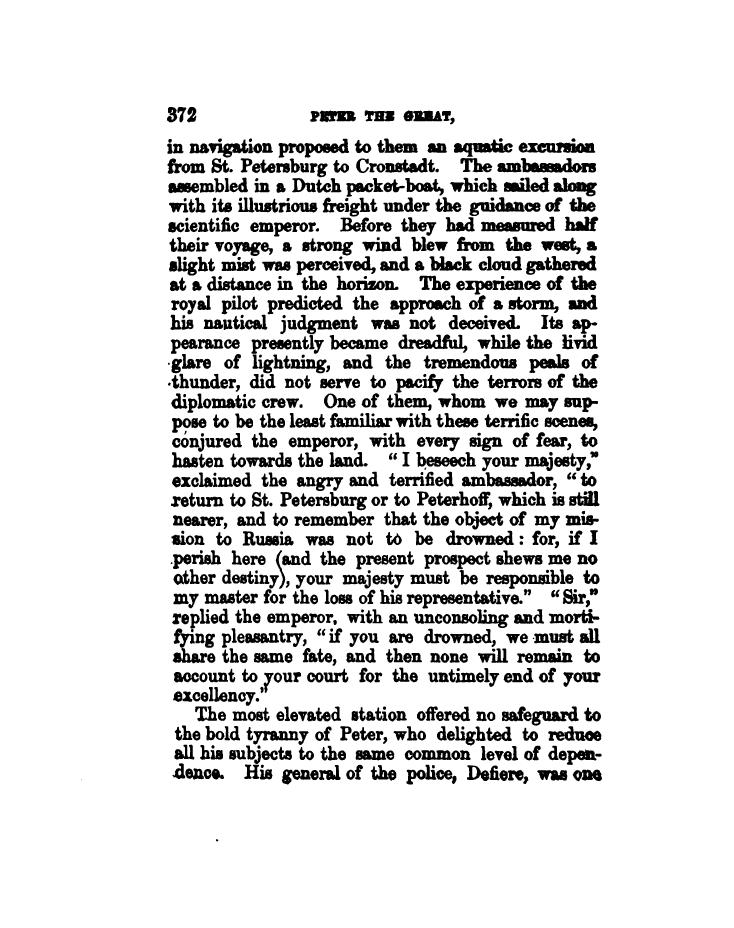 372 PETER THE GREAT,
in navigation proposed to them an aquatic excursion
from St. Petersburg to Cronstadt. The ambassadors
assembled in a Dutch packet-boat, which sailed along
with its illustrious freight under the guidance of the
scientific emperor. Before they had measured half
their voyage, a strong wind blew from the west, a
slight mist was perceived, and a black cloud gathered
at a distance in the horizon. The experience of the
royal pilot predicted the approach of a storm, and
his nautical judgment was not deceived. Its ap-
pearance presently became dreadful, while the livid
glare of lightning, and the tremendous peals of
thunder, did not serve to pacify the terrors of the
diplomatic crew. One of them, whom we may sup-
pose to be the least familiar with these terrific scenes,
conjured the emperor, with every sign of fear, to
hasten towards the land. "I beseech your majesty,"
exclaimed the angry and terrified ambassador, "to
return to St. Petersburg or to Peterhoff, which is still
nearer, and to remember that the object of my mis-
sion to Russia was not to be drowned: for, if I
perish here (and the present prospect shews me no
other destiny), your majesty must be responsible to
my master for the loss of his representative." "Sir,"
replied the emperor, with an unconsoling and morti-
fying pleasantry, "if you are drowned, we must all
share the same fate, and then none will remain to
account to your court for the untimely end of your
excellency."
The most elevated station offered no safeguard to
the bold tyranny of Peter, who delighted to reduce
all his subjects to the same common level of depen-
dence. His general of the police, Defiere, was one